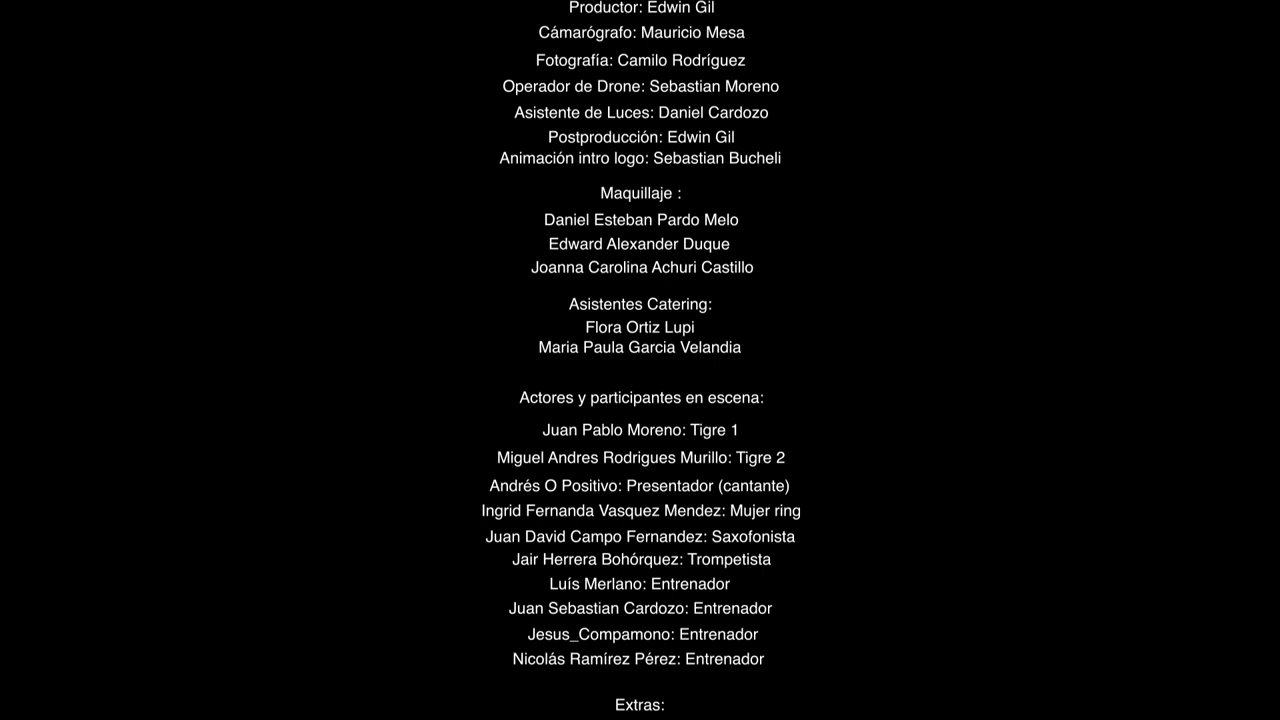 Productor: Edwin Gil
Cámarógrafo: Mauricio Mesa
Fotografía: Camilo Rodríguez
Operador de Drone: Sebastian Moreno
Asistente de Luces: Daniel Cardozo
Postproducción: Edwin Gil
Animación intro logo: Sebastian Bucheli
Maquillaje :
Daniel Esteban Pardo Melo
Edward Alexander Duque
Joanna Carolina Achuri Castillo
Asistentes Catering:
Flora Ortiz Lupi
Maria Paula Garcia Velandia
Actores y participantes en escena:
Juan Pablo Moreno: Tigre 1
Miguel Andres Rodrigues Murillo: Tigre 2
Andrés O Positivo: Presentador (cantante)
Ingrid Fernanda Vasquez Mendez: Mujer ring
Juan David Campo Fernandez: Saxofonista
Jair Herrera Bohórquez: Trompetista
Luís Merlano: Entrenador
Juan Sebastian Cardozo: Entrenador
Jesus_Compamono: Entrenador
Nicolás Ramírez Pérez: Entrenador
Extras: